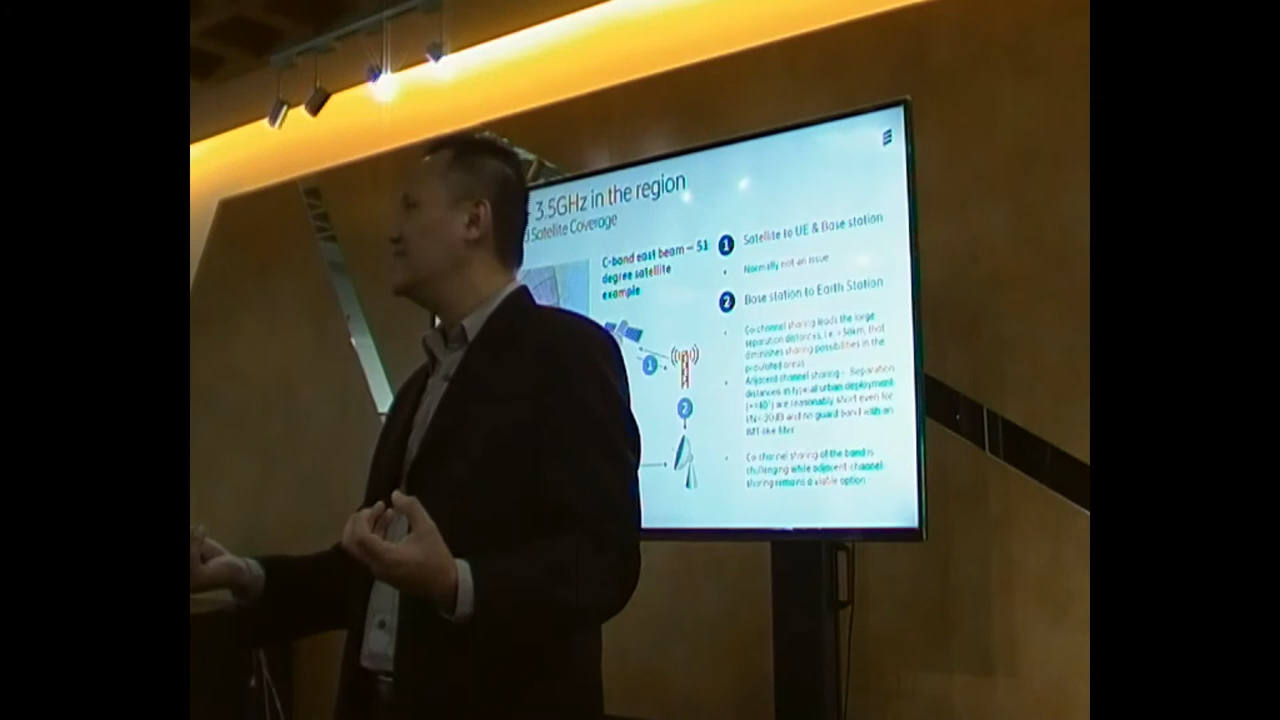 3.5GHz in the region
Satellite Coverage
C-band east beam – 51
degree satellite
example
1 Satellite to UE & Base station
• Normally not an issue
2 Base station to Earth Station
• Co-channel sharing leads the large
separation distances, i.e. >50km, that
diminishes sharing possibilities in the
populated areas
• Adjacent channel sharing - Separation
distances in typical urban deployment
are reasonably short even for
and no guard band with an
IMT-like filter
• Co-channel sharing of the band is
challenging while adjacent-channel
sharing remains a viable option
1
2